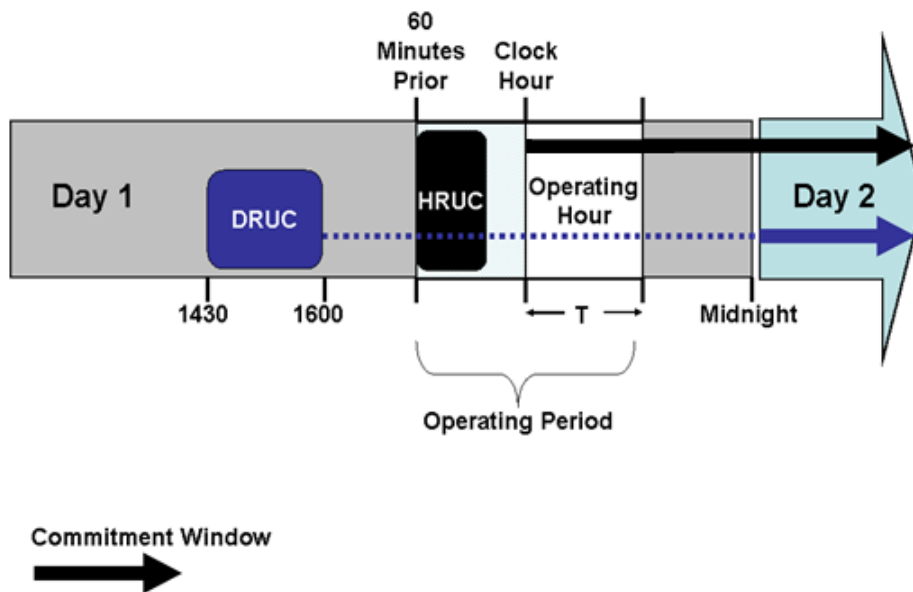 60
Minutes
Prior
Clock
Hour
Day 1
DRUC
HRUC
Operating
Hour
Day 2
1430
1600
T
Midnight
Operating Period
Commitment Window